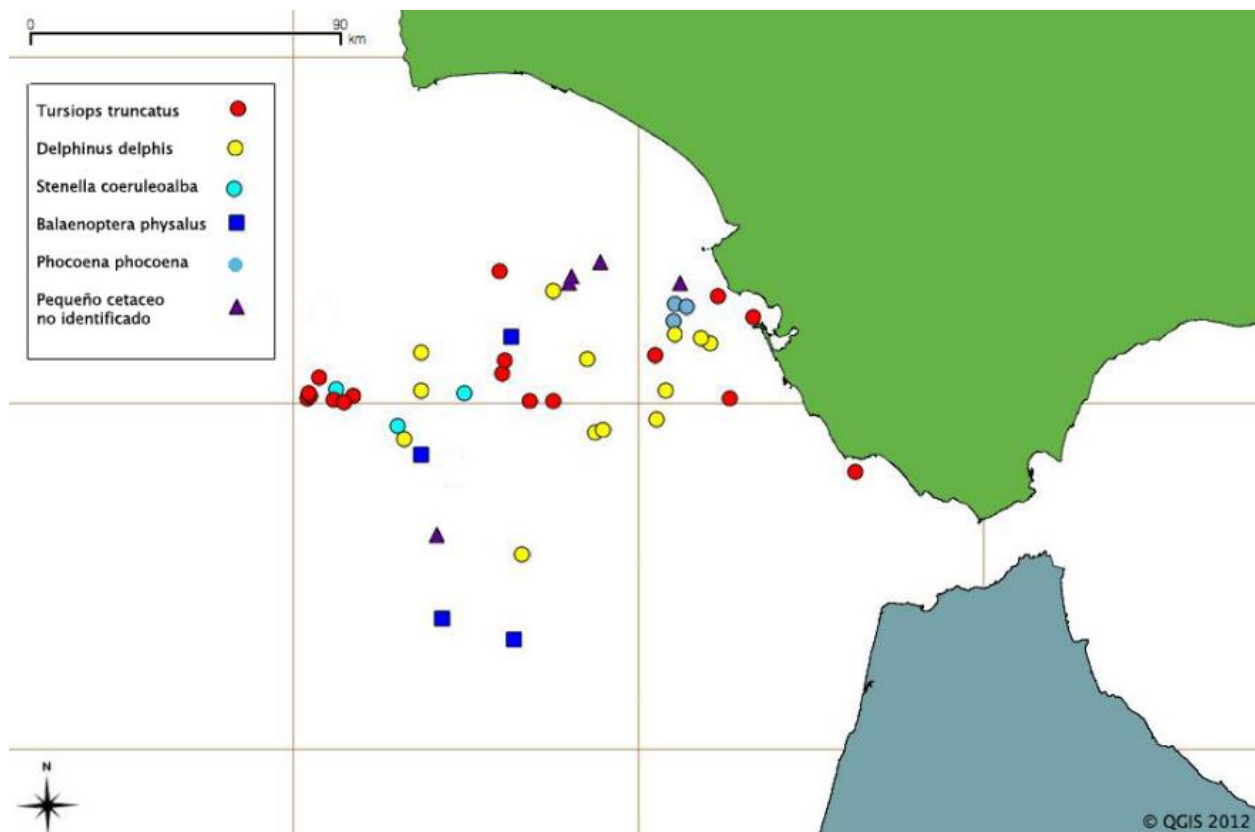 0 90
km
Tursiops truncatus
Delphinus delphis
Stenella coeruleoalba
Balaenoptera physalus
Phocoena phocoena
Pequeño cetaceo
no identificado
N
© QGIS 2012